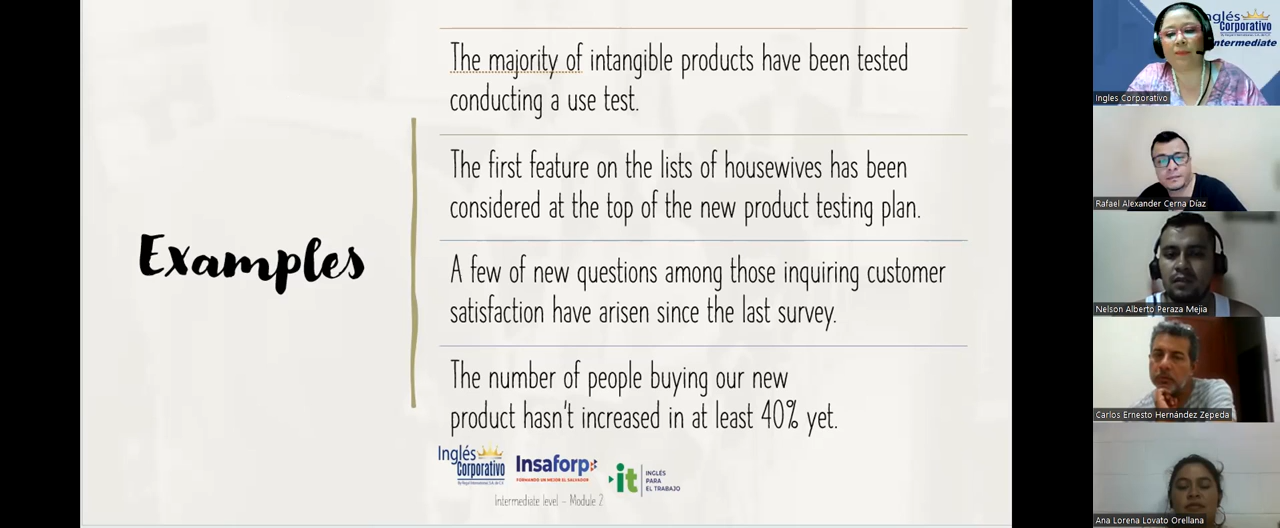 Examples
The majority of intangible products have been tested
conducting a use test.
The first feature on the lists of housewives has been
considered at the top of the new product testing plan.
A few of new questions among those inquiring customer
satisfaction have arisen since the last survey.
The number of people buying our new
product hasn't increased in at least 40% yet.
Inglés
Corporativo
Insaforp
FORMANDO UN MEJOR EL SALVADOR
it
INGLÉS
PARA
EL TRABAJO
Intermediate level – Module 2
Inglés
Corporativo
Intermediate
Ingles Corporativo
Rafael Alexander Cerna Díaz
Nelson Alberto Peraza Mejia
Carlos Ernesto Hernández Zepeda
Ana Lorena Lovato Orellana